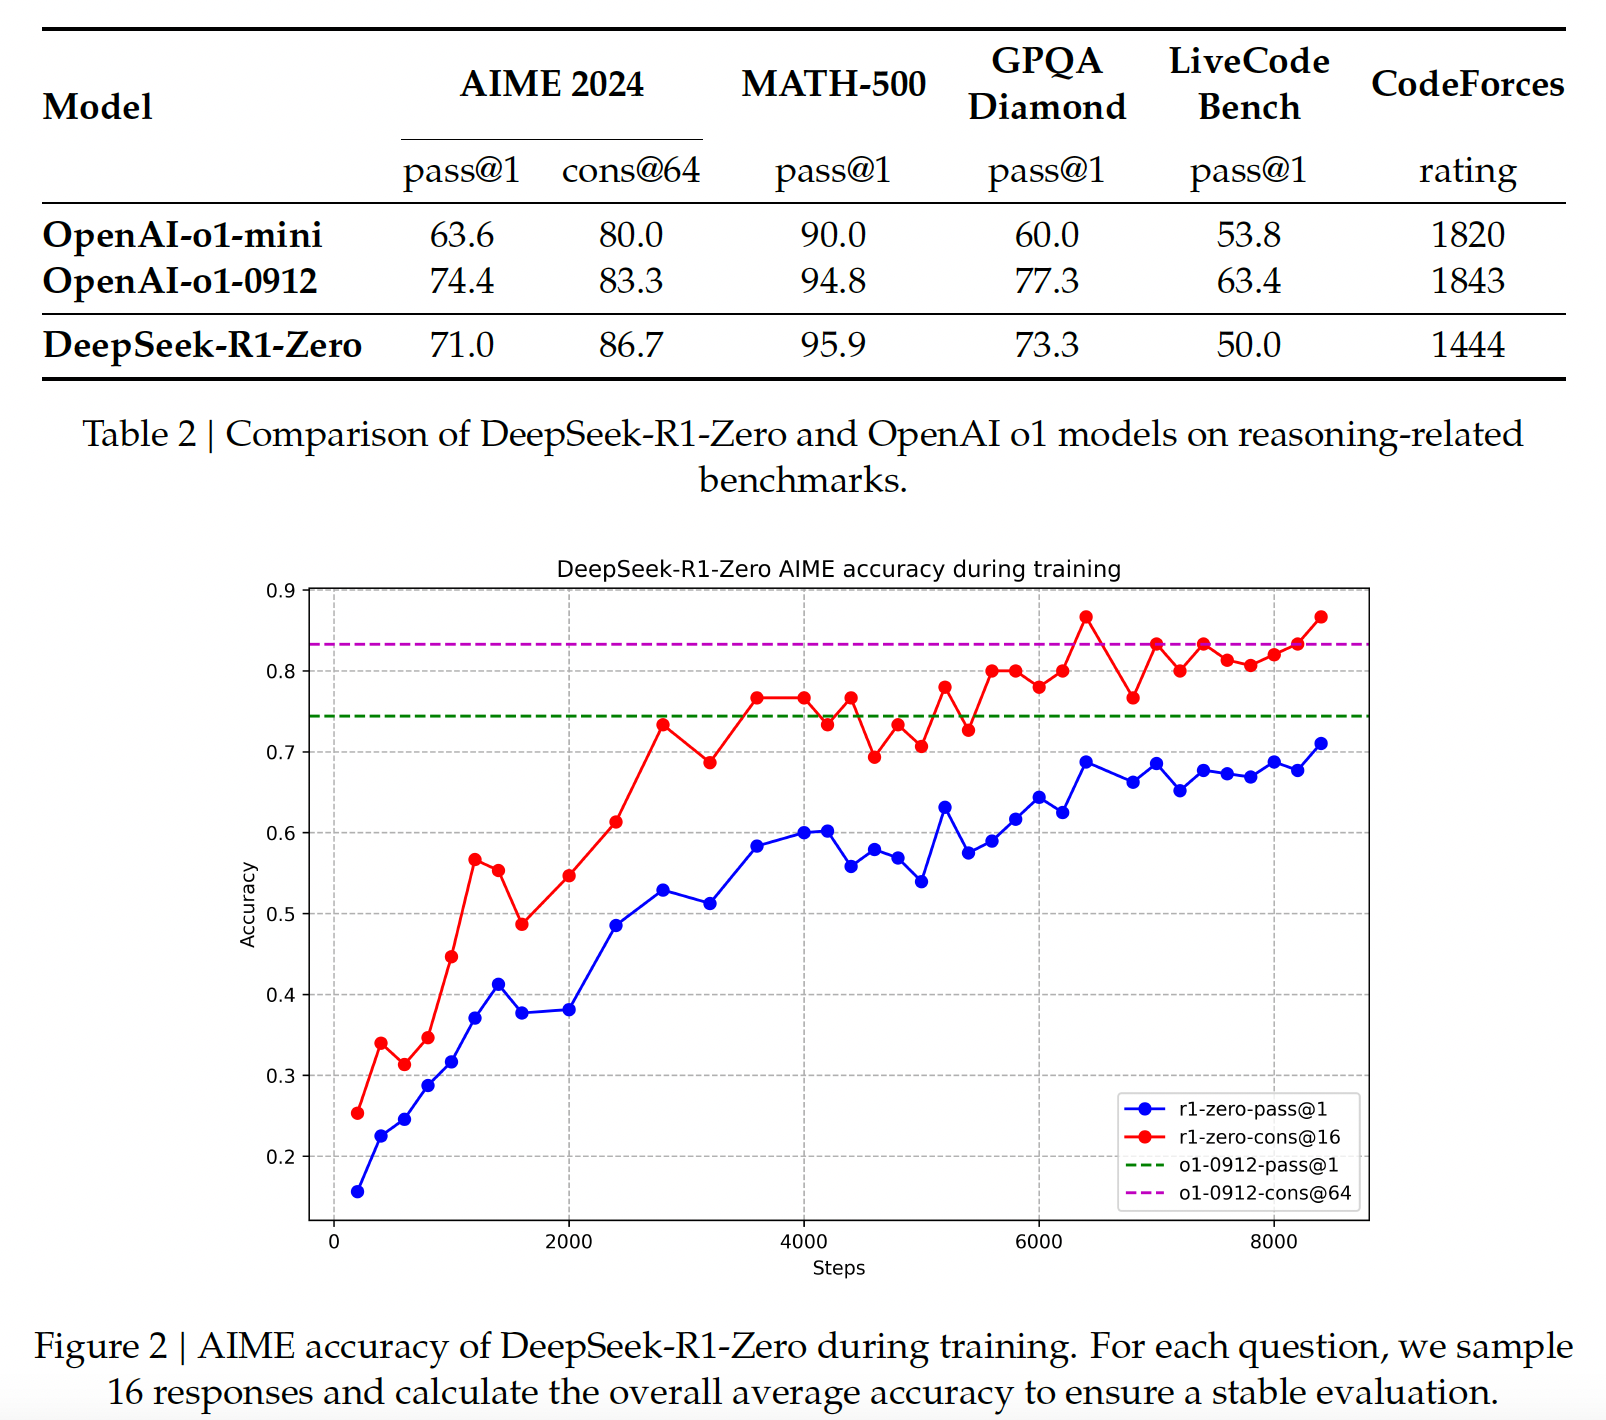 Model AIME 2024 MATH-500 GPQA Diamond LiveCode Bench CodeForces
pass@1 cons@64 pass@1 pass@1 pass@1 rating
OpenAI-o1-mini 63.6 80.0 90.0 60.0 53.8 1820
OpenAI-o1-0912 74.4 83.3 94.8 77.3 63.4 1843
DeepSeek-R1-Zero 71.0 86.7 95.9 73.3 50.0 1444
Table 2 | Comparison of DeepSeek-R1-Zero and OpenAI o1 models on reasoning-related
benchmarks.
DeepSeek-R1-Zero AIME accuracy during training
0.9
0.8
0.7
0.6
0.5
0.4
0.3
0.2
Accuracy
r1-zero-pass@1
r1-zero-cons@16
o1-0912-pass@1
o1-0912-cons@64
0 2000 4000 6000 8000
Steps
Figure 2 | AIME accuracy of DeepSeek-R1-Zero during training. For each question, we sample
16 responses and calculate the overall average accuracy to ensure a stable evaluation.